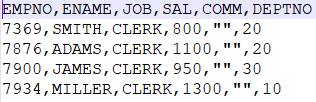 EMPNO,ENAME,JOB,SAL,COMM,DEPTNO
7369,SMITH,CLERK,800,"",20
7876,ADAMS,CLERK,1100,"",20
7900,JAMES,CLERK,950,"",30
7934,MILLER,CLERK,1300,"",10